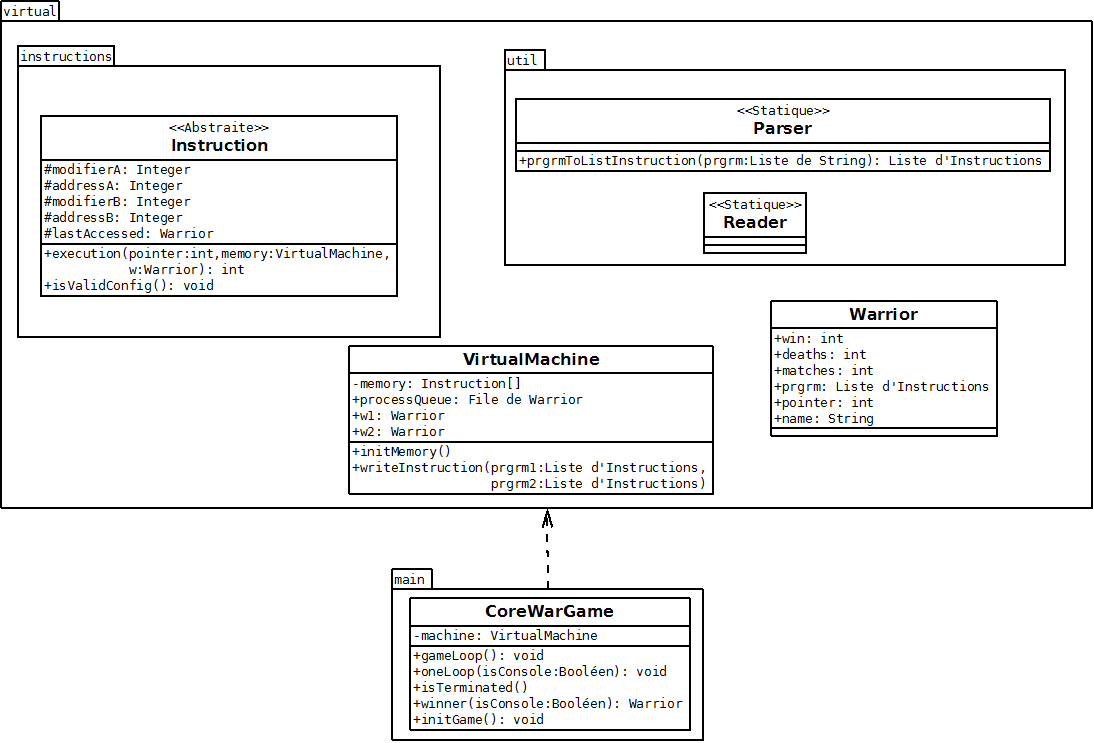 virtual
instructions
<<Abstraite>>
Instruction
#modifierA: Integer
#addressA: Integer
#modifierB: Integer
#addressB: Integer
#lastAccessed: Warrior
+execution(pointer:int,memory:VirtualMachine,
w:Warrior): int
+isValidConfig(): void
util
<<Statique>>
Parser
+prgrmToListInstruction(prgrm:Liste de String): Liste d'Instructions
<<Statique>>
Reader
Warrior
+win: int
+deaths: int
+matches: int
+prgrm: Liste d'Instructions
+pointer: int
+name: String
VirtualMachine
-memory: Instruction[]
+processQueue: File de Warrior
+w1: Warrior
+w2: Warrior
+initMemory()
+writeInstruction(prgrm1:Liste d'Instructions,
prgrm2:Liste d'Instructions)
main
CoreWarGame
-machine: VirtualMachine
+gameLoop(): void
+oneLoop(isConsole:Booléen): void
+isTerminated()
+winner(isConsole:Booléen): Warrior
+initGame(): void